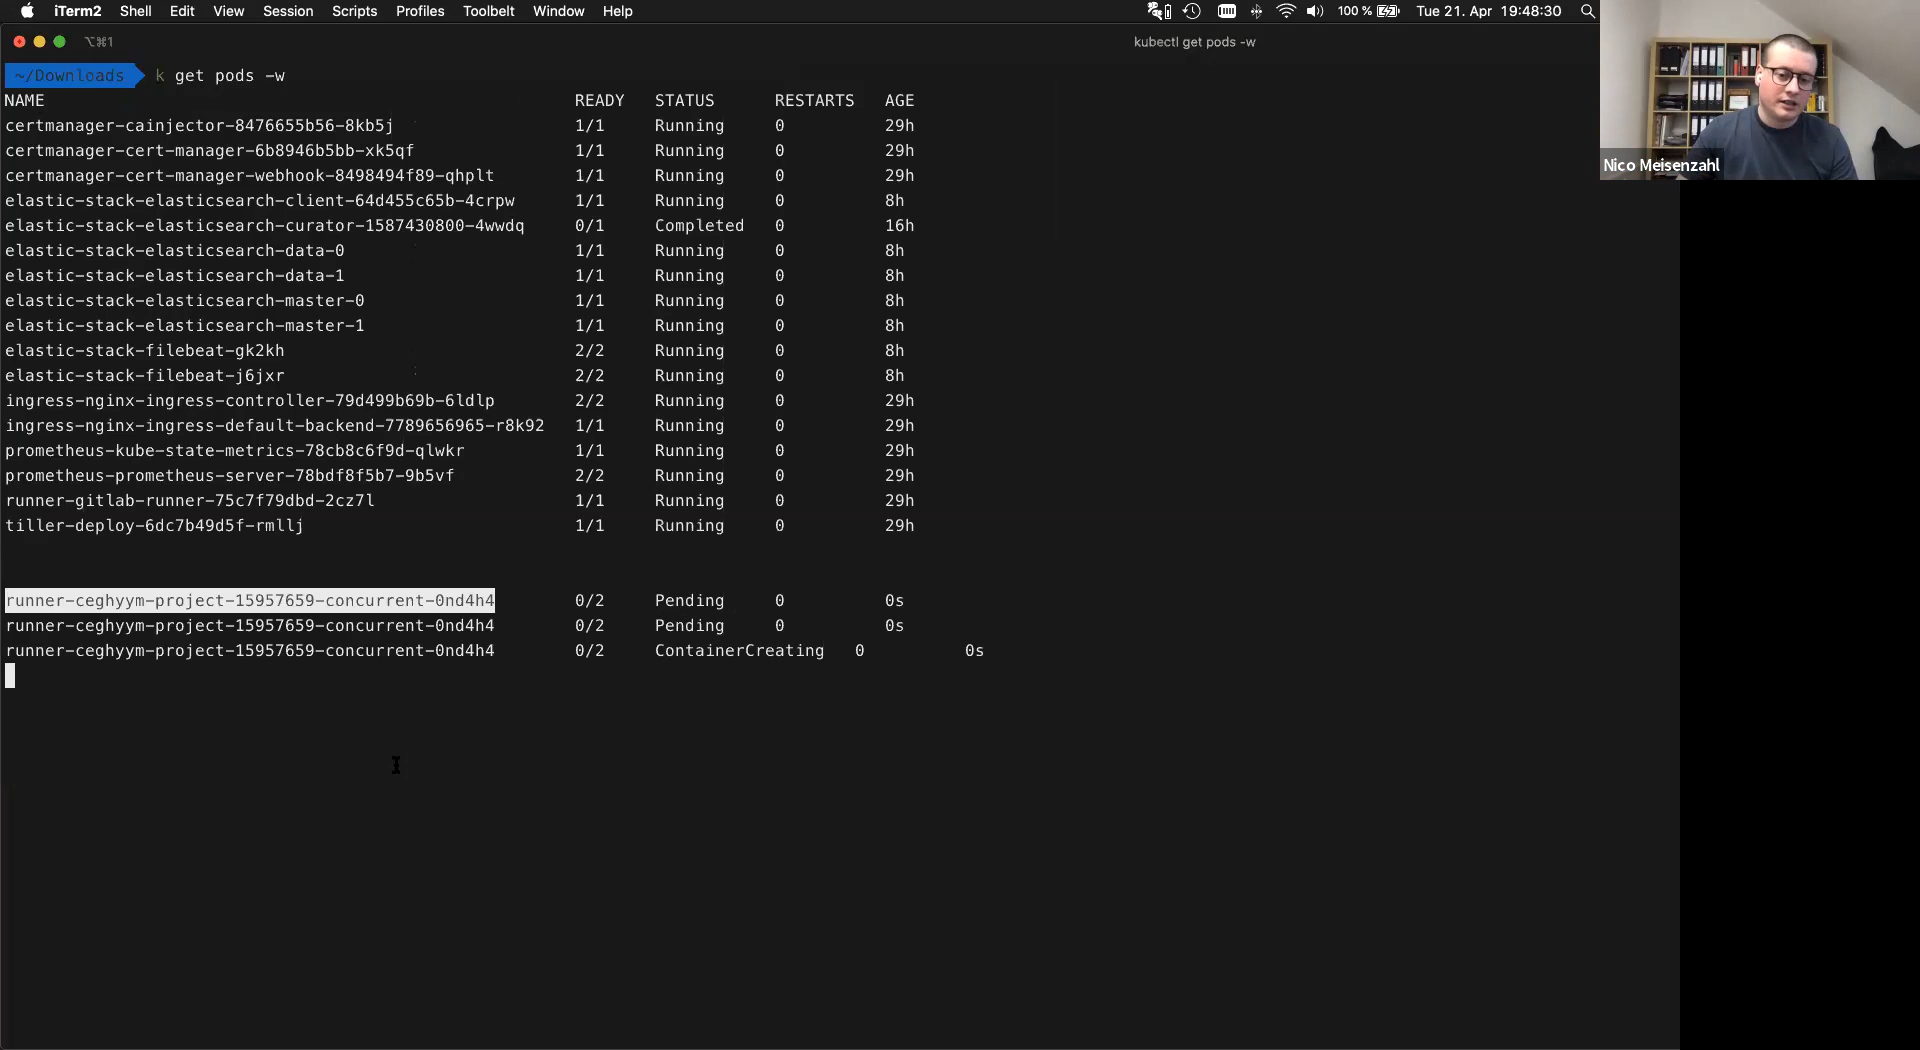 iTerm2 Shell Edit View Session Scripts Profiles Toolbelt Window Help 100 % Tue 21. Apr 19:48:30
⌥⌘1 kubectl get pods -w
~/Downloads k get pods -w
NAME READY STATUS RESTARTS AGE
certmanager-cainjector-8476655b56-8kb5j 1/1 Running 0 29h
certmanager-cert-manager-6b8946b5bb-xk5qf 1/1 Running 0 29h
certmanager-cert-manager-webhook-8498494f89-qhplt 1/1 Running 0 29h
elastic-stack-elasticsearch-client-64d455c65b-4crpw 1/1 Running 0 8h
elastic-stack-elasticsearch-curator-1587430800-4wwdq 0/1 Completed 0 16h
elastic-stack-elasticsearch-data-0 1/1 Running 0 8h
elastic-stack-elasticsearch-data-1 1/1 Running 0 8h
elastic-stack-elasticsearch-master-0 1/1 Running 0 8h
elastic-stack-elasticsearch-master-1 1/1 Running 0 8h
elastic-stack-filebeat-gk2kh 2/2 Running 0 8h
elastic-stack-filebeat-j6jxr 2/2 Running 0 8h
ingress-nginx-ingress-controller-79d499b69b-6ldlp 2/2 Running 0 29h
ingress-nginx-ingress-default-backend-7789656965-r8k92 1/1 Running 0 29h
prometheus-kube-state-metrics-78cb8c6f9d-qlwkr 1/1 Running 0 29h
prometheus-prometheus-server-78bdf8f5b7-9b5vf 2/2 Running 0 29h
runner-gitlab-runner-75c7f79dbd-2cz7l 1/1 Running 0 29h
tiller-deploy-6dc7b49d5f-rmllj 1/1 Running 0 29h
runner-ceghyym-project-15957659-concurrent-0nd4h4 0/2 Pending 0 0s
runner-ceghyym-project-15957659-concurrent-0nd4h4 0/2 Pending 0 0s
runner-ceghyym-project-15957659-concurrent-0nd4h4 0/2 ContainerCreating 0 0s
Nico Meisenzahl